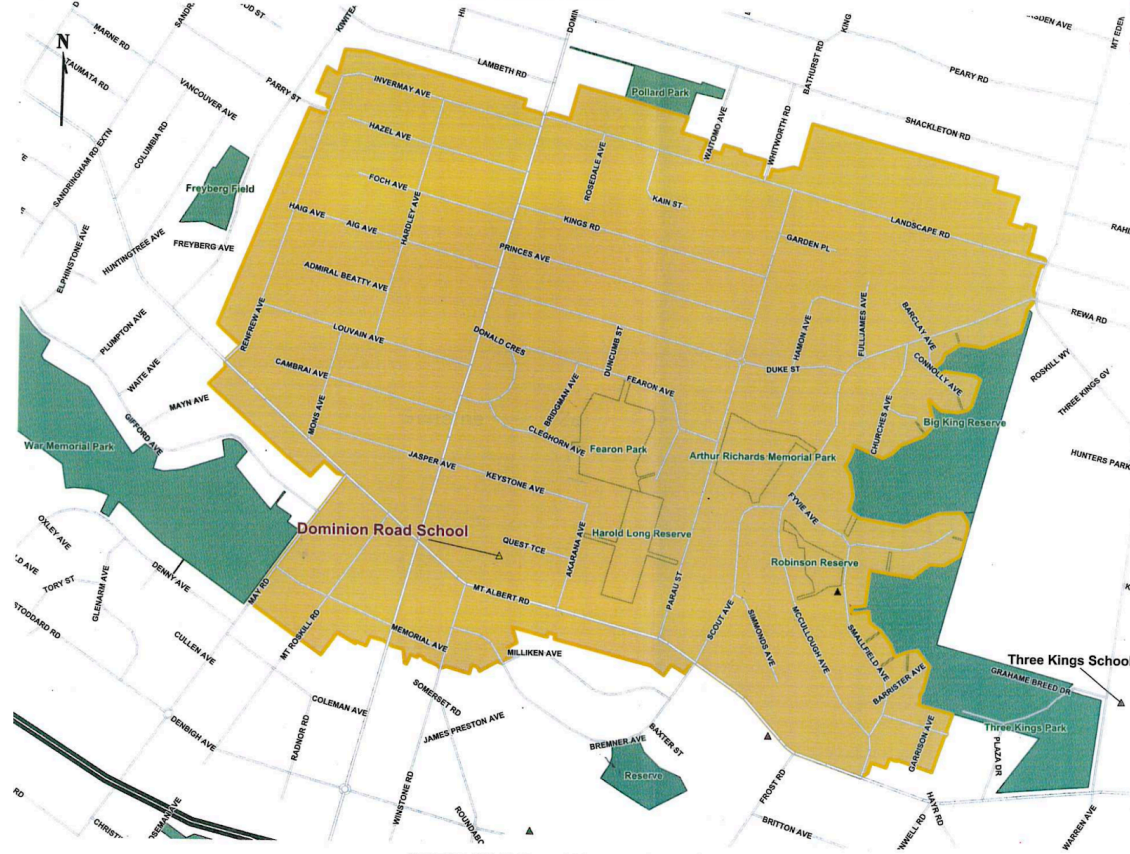 MARNE RD
TAUMATA RD
VANCOUVER AVE
COLUMBIA RD
PARRY ST
LAMBETH RD
BATHURST RD
KING
PEARY RD
SHACKLETON RD
MT EDEN
N
SANDRINGHAM RD EXTN
Freyberg Field
FREYBERG AVE
HUNTINGTREE AVE
ELPHINSTONE AVE
PLUMPTON AVE
WAITE AVE
MAYN AVE
GIFFORD AVE
War Memorial Park
INVERMAY AVE
HAZEL AVE
FOCH AVE
HAIG AVE
AIG AVE
HARDLEY AVE
ADMIRAL BEATTY AVE
RENFREW AVE
LOUVAIN AVE
CAMBRAI AVE
MONS AVE
JASPER AVE
Pollard Park
WAITOMO AVE
WHITWORTH RD
ROSEDALE AVE
KAIN ST
KINGS RD
PRINCES AVE
LANDSCAPE RD
GARDEN PL
DONALD CRES
DUNCUMB ST
FEARON AVE
BRIDGMAN AVE
CLEGHORN AVE
Fearon Park
KEYSTONE AVE
HAMON AVE
FULLJAMES AVE
BARCLAY AVE
CONNOLLY AVE
DUKE ST
CHURCHES AVE
Big King Reserve
Arthur Richards Memorial Park
REWA RD
ROSKILL WY
THREE KINGS GV
HUNTERS PARK
Dominion Road School
QUEST TCE
AKARANA AVE
Harold Long Reserve
FYVIE AVE
Robinson Reserve
PARAU ST
MT ALBERT RD
MAY RD
MT ROSKILL RD
MEMORIAL AVE
MILLIKEN AVE
SCOUT AVE
SIMMONDS AVE
MCCULLOUGH AVE
SMALLFIELD AVE
BARRISTER AVE
GARRISON AVE
Three Kings School
GRAHAME BREED DR
Three Kings Park
PLAZA DR
OXLEY AVE
TORY ST
GLENARM AVE
STODDARD RD
DENNY AVE
CULLEN AVE
DENBIGH AVE
COLEMAN AVE
RADNOR RD
SOMERSET RD
JAMES PRESTON AVE
WINSTONE RD
BREMNER AVE
BAXTER ST
Reserve
FROST RD
BRITTON AVE
HAYR RD
WARREN AVE